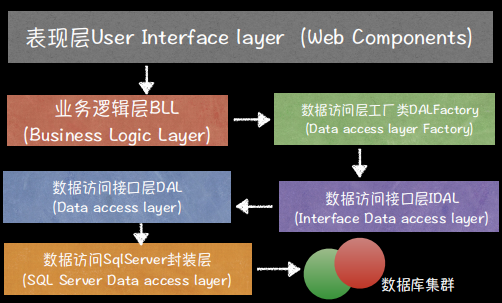 表现层User Interface layer（Web Components)
业务逻辑层BLL
(Business Logic Layer)
数据访问层工厂类DALFactory
(Data access layer Factory)
数据访问接口层DAL
(Data access layer)
数据访问接口层IDAL
(Interface Data access layer)
数据访问SqlServer封装层
(SQL Server Data access layer)
数据库集群